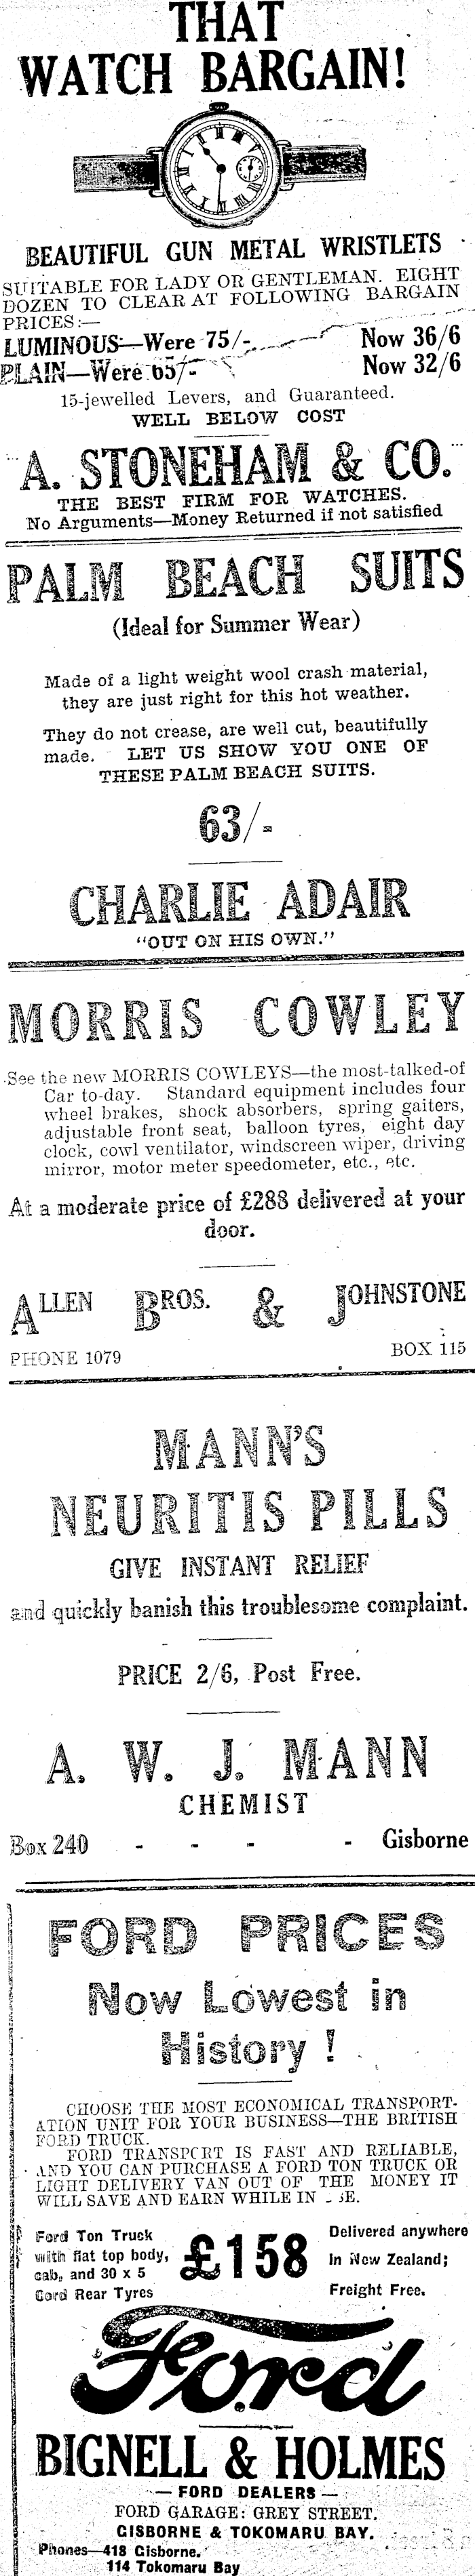 THAT
WATCH BARGAIN!
BEAUTIFUL GUN METAL WRISTLETS
SUITABLE FOR LADY OR GENTLEMAN. EIGHT
DOZEN TO CLEAR AT FOLLOWING BARGAIN
PRICES:—
LUMINOUS—Were 75/- Now 36/6
PLAIN—Were 65/- Now 32/6
15-jewelled Levers, and Guaranteed.
WELL BELOW COST
A. STONEHAM & CO.
THE BEST FIRM FOR WATCHES.
No Arguments—Money Returned if not satisfied
PALM BEACH SUITS
(Ideal for Summer Wear)
Made of a light weight wool crash material,
they are just right for this hot weather.
They do not crease, are well cut, beautifully
made. LET US SHOW YOU ONE OF
THESE PALM BEACH SUITS.
63/-
CHARLIE ADAIR
"OUT ON HIS OWN."
MORRIS COWLEY
See the new MORRIS COWLEYS—the most-talked-of
Car to-day. Standard equipment includes four
wheel brakes, shock absorbers, spring gaiters,
adjustable front seat, balloon tyres, eight day
clock, cowl ventilator, windscreen wiper, driving
mirror, motor meter speedometer, etc., etc.
At a moderate price of £288 delivered at your
door.
ALLEN BROS. & JOHNSTONE
PHONE 1079 BOX 115
MANN'S
NEURITIS PILLS
GIVE INSTANT RELIEF
and quickly banish this troublesome complaint.
PRICE 2/6, Post Free.
A. W. J. MANN
CHEMIST
Box 240 - - - - Gisborne
FORD PRICES
Now Lowest in
History !
CHOOSE THE MOST ECONOMICAL TRANSPORT-
ATION UNIT FOR YOUR BUSINESS—THE BRITISH
FORD TRUCK.
FORD TRANSPORT IS FAST AND RELIABLE,
AND YOU CAN PURCHASE A FORD TON TRUCK OR
LIGHT DELIVERY VAN OUT OF THE MONEY IT
WILL SAVE AND EARN WHILE IN
Ford Ton Truck
with flat top body,
cab, and 30 x 5
Cord Rear Tyres
£158
Delivered anywhere
in New Zealand;
Freight Free.
Ford
BIGNELL & HOLMES
— FORD DEALERS —
FORD GARAGE: GREY STREET.
GISBORNE & TOKOMARU BAY.
Phones—418 Gisborne.
114 Tokomaru Bay